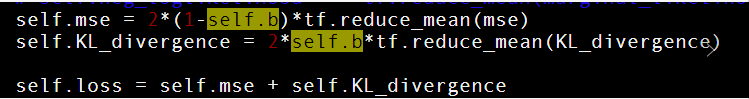 self.mse = 2*(1-self.b)*tf.reduce_mean(mse)
self.KL_divergence = 2*self.b*tf.reduce_mean(KL_divergence)
self.loss = self.mse + self.KL_divergence